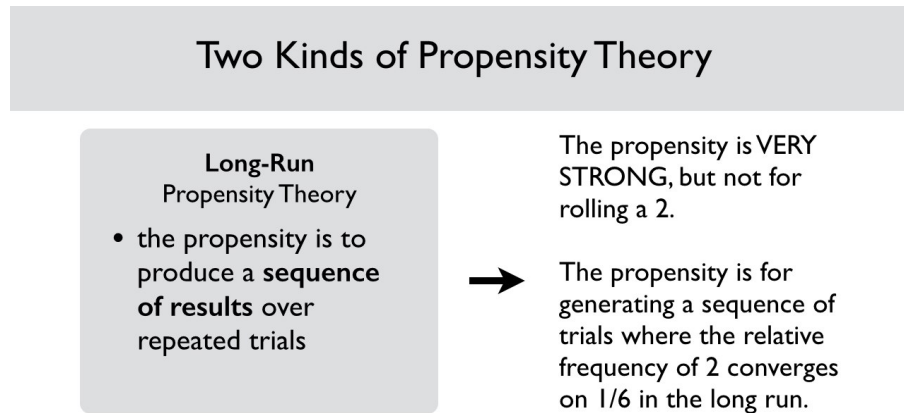 Two Kinds of Propensity Theory
Long-Run
Propensity Theory
• the propensity is to
produce a sequence
of results over
repeated trials
The propensity is VERY
STRONG, but not for
rolling a 2.
The propensity is for
generating a sequence of
trials where the relative
frequency of 2 converges
on 1/6 in the long run.